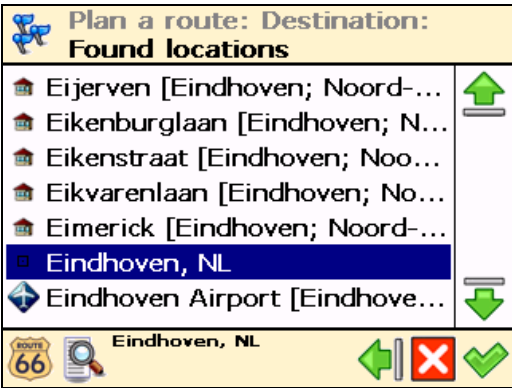 Plan a route: Destination:
Found locations
Eijerven [Eindhoven; Noord-...
Eikenburglaan [Eindhoven; N...
Eikenstraat [Eindhoven; Noo...
Eikvarenlaan [Eindhoven; No...
Eimerick [Eindhoven; Noord-...
Eindhoven, NL
Eindhoven Airport [Eindhove...
ROUTE
66
Eindhoven, NL